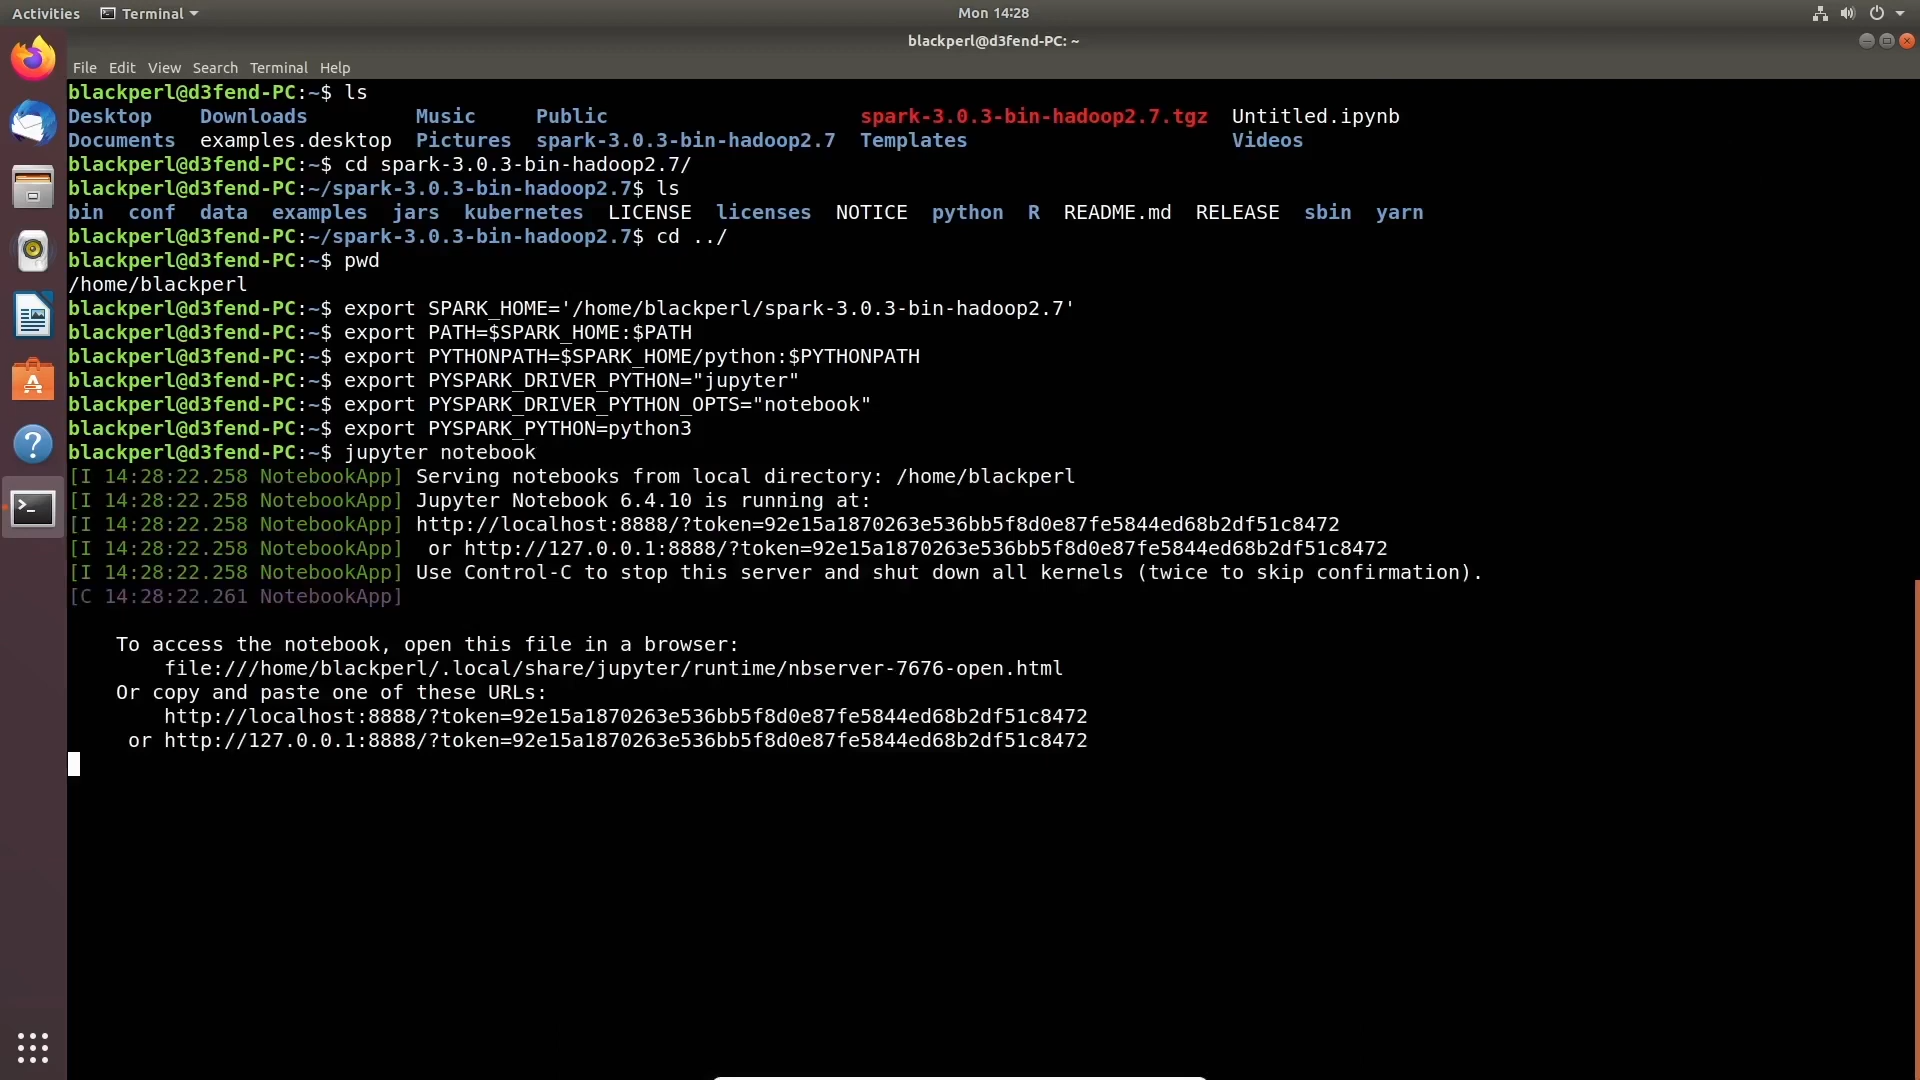 Activities Terminal Mon 14:28
blackperl@d3fend-PC: ~
File Edit View Search Terminal Help
blackperl@d3fend-PC:~$ ls
Desktop Downloads Music Public spark-3.0.3-bin-hadoop2.7.tgz Untitled.ipynb
Documents examples.desktop Pictures spark-3.0.3-bin-hadoop2.7 Templates Videos
blackperl@d3fend-PC:~$ cd spark-3.0.3-bin-hadoop2.7/
blackperl@d3fend-PC:~/spark-3.0.3-bin-hadoop2.7$ ls
bin conf data examples jars kubernetes LICENSE licenses NOTICE python R README.md RELEASE sbin yarn
blackperl@d3fend-PC:~/spark-3.0.3-bin-hadoop2.7$ cd ../
blackperl@d3fend-PC:~$ pwd
/home/blackperl
blackperl@d3fend-PC:~$ export SPARK_HOME='/home/blackperl/spark-3.0.3-bin-hadoop2.7'
blackperl@d3fend-PC:~$ export PATH=$SPARK_HOME:$PATH
blackperl@d3fend-PC:~$ export PYTHONPATH=$SPARK_HOME/python:$PYTHONPATH
blackperl@d3fend-PC:~$ export PYSPARK_DRIVER_PYTHON="jupyter"
blackperl@d3fend-PC:~$ export PYSPARK_DRIVER_PYTHON_OPTS="notebook"
blackperl@d3fend-PC:~$ export PYSPARK_PYTHON=python3
blackperl@d3fend-PC:~$ jupyter notebook
[I 14:28:22.258 NotebookApp] Serving notebooks from local directory: /home/blackperl
[I 14:28:22.258 NotebookApp] Jupyter Notebook 6.4.10 is running at:
[I 14:28:22.258 NotebookApp] http://localhost:8888/?token=92e15a1870263e536bb5f8d0e87fe5844ed68b2df51c8472
[I 14:28:22.258 NotebookApp]  or http://127.0.0.1:8888/?token=92e15a1870263e536bb5f8d0e87fe5844ed68b2df51c8472
[I 14:28:22.258 NotebookApp] Use Control-C to stop this server and shut down all kernels (twice to skip confirmation).
[C 14:28:22.261 NotebookApp]
To access the notebook, open this file in a browser:
file:///home/blackperl/.local/share/jupyter/runtime/nbserver-7676-open.html
Or copy and paste one of these URLs:
http://localhost:8888/?token=92e15a1870263e536bb5f8d0e87fe5844ed68b2df51c8472
or http://127.0.0.1:8888/?token=92e15a1870263e536bb5f8d0e87fe5844ed68b2df51c8472